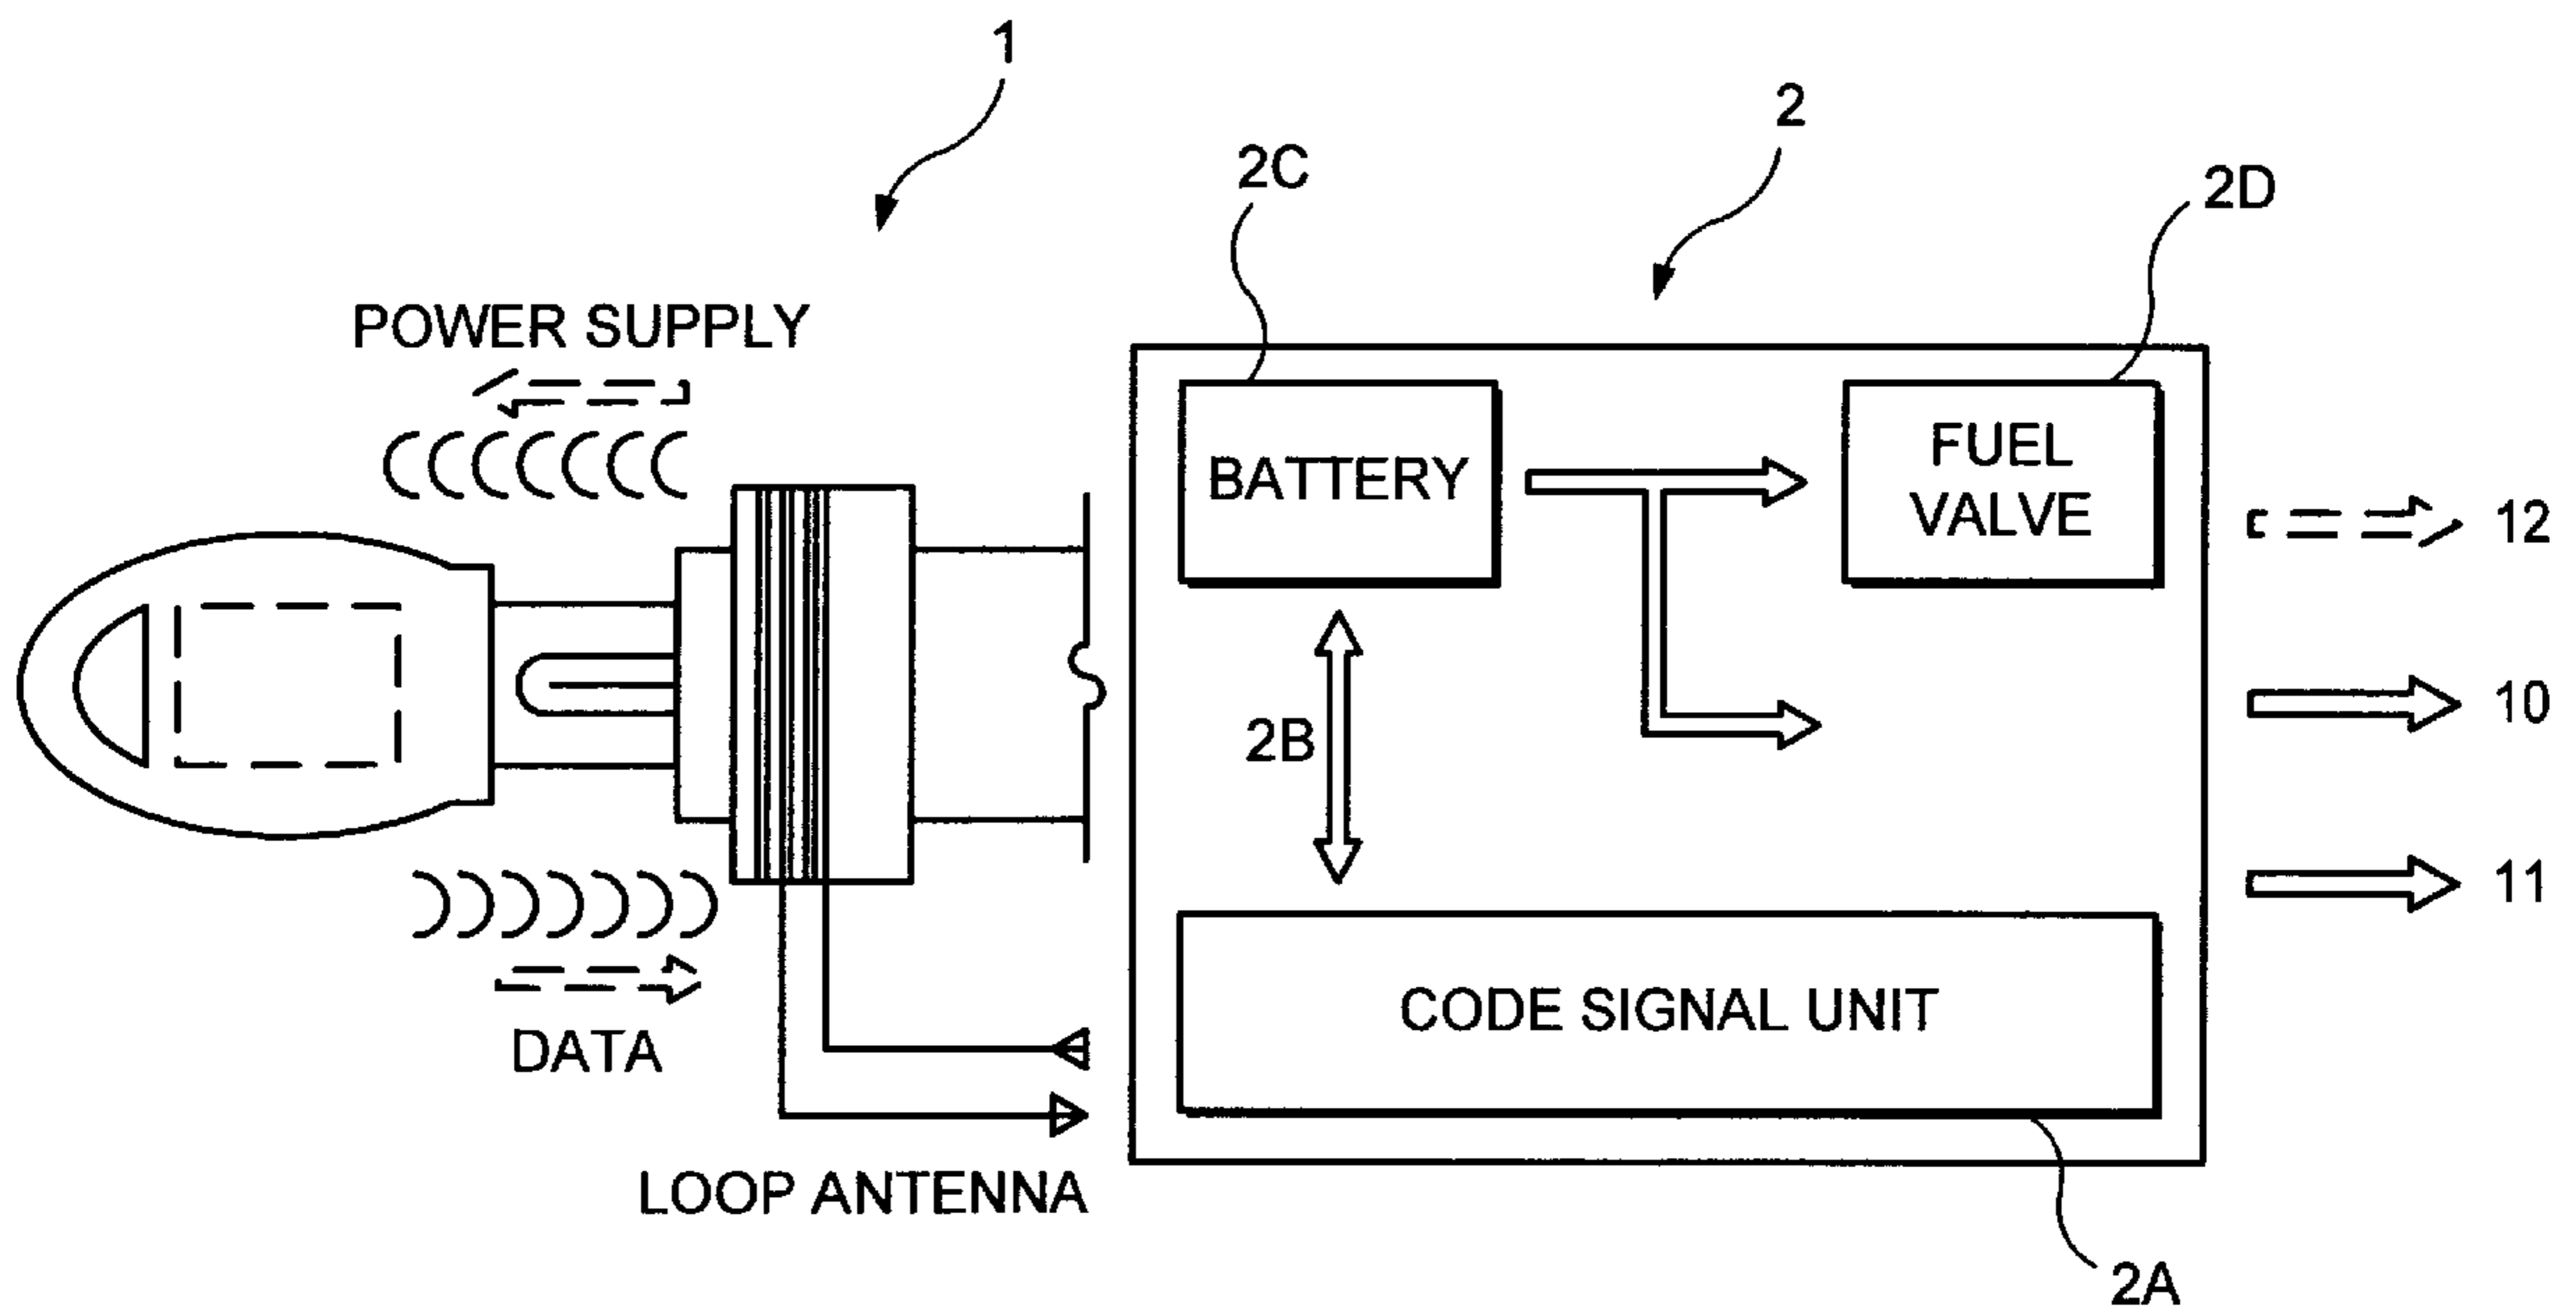 1
2
2C
2D
POWER SUPPLY
BATTERY
FUEL
VALVE
12
10
2B
11
CODE SIGNAL UNIT
DATA
LOOP ANTENNA
2A